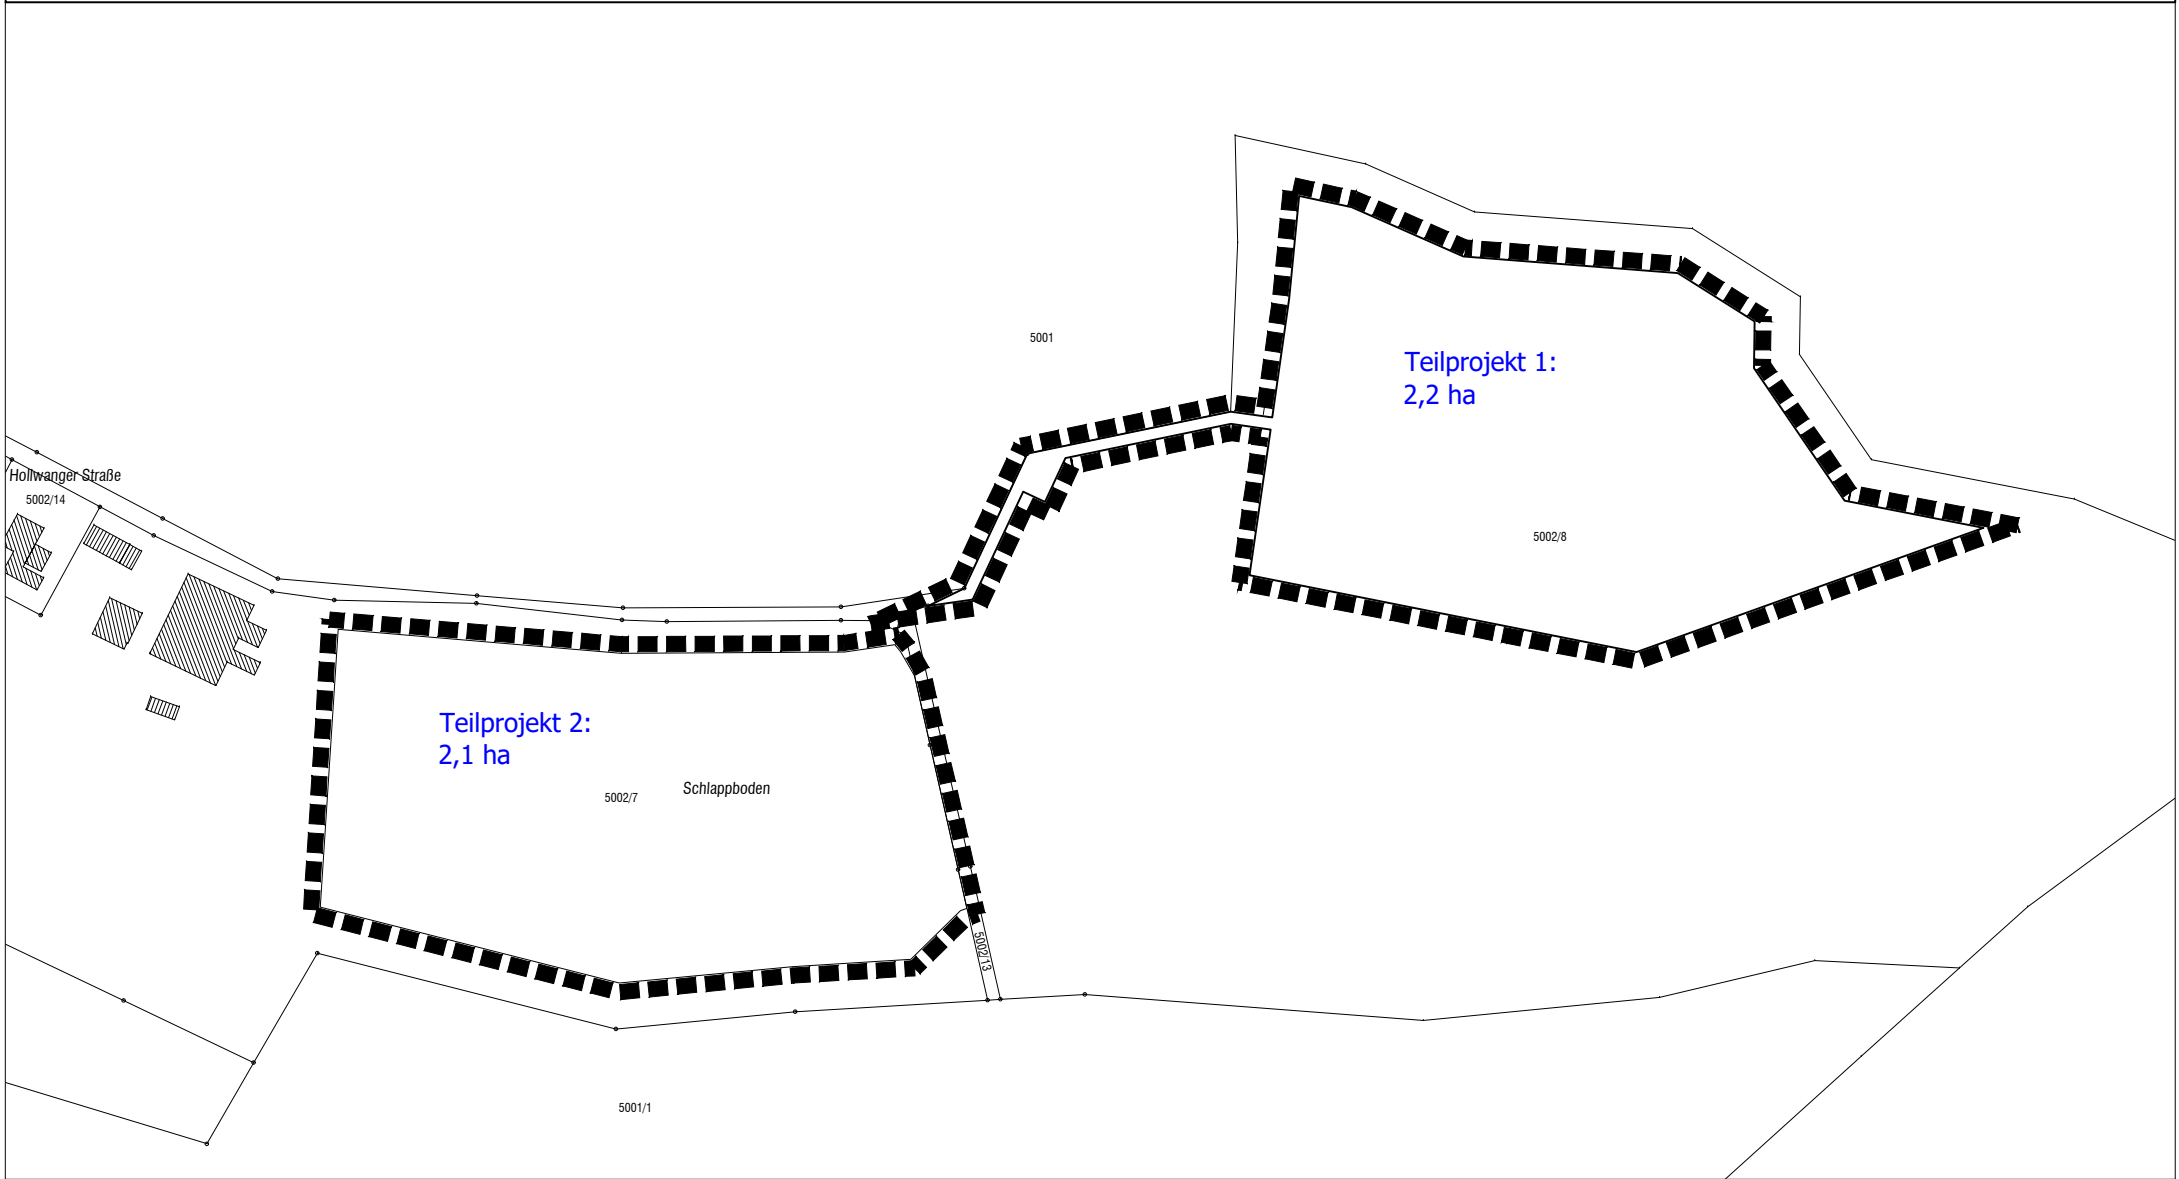 5001
Teilprojekt 1:
2,2 ha
Hollwanger Straße
5002/14
5002/8
Teilprojekt 2:
2,1 ha
Schlappboden
5002/7
5002/13
5001/1